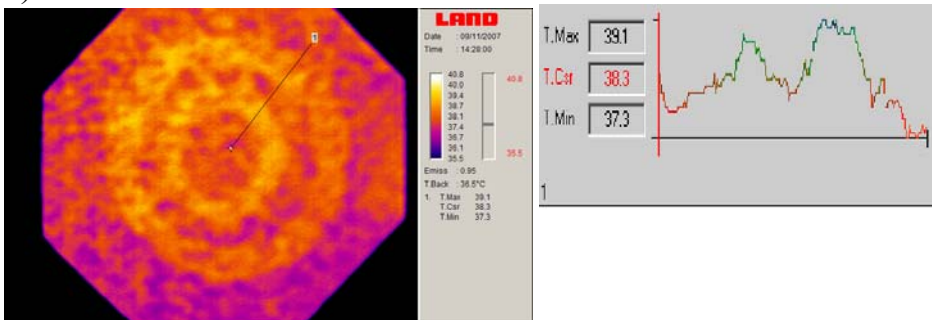 1
LAND
Date : 09/11/2007
Time : 14:28:00
40.8
40.0
39.4
38.7
38.1
37.4
36.7
36.1
35.5
40.8
35.5
Emiss : 0.95
T.Back : 36.5°C
1. T.Max 39.1
T.Csr 38.3
T.Min 37.3
T.Max 39.1
T.Csr 38.3
T.Min 37.3
1